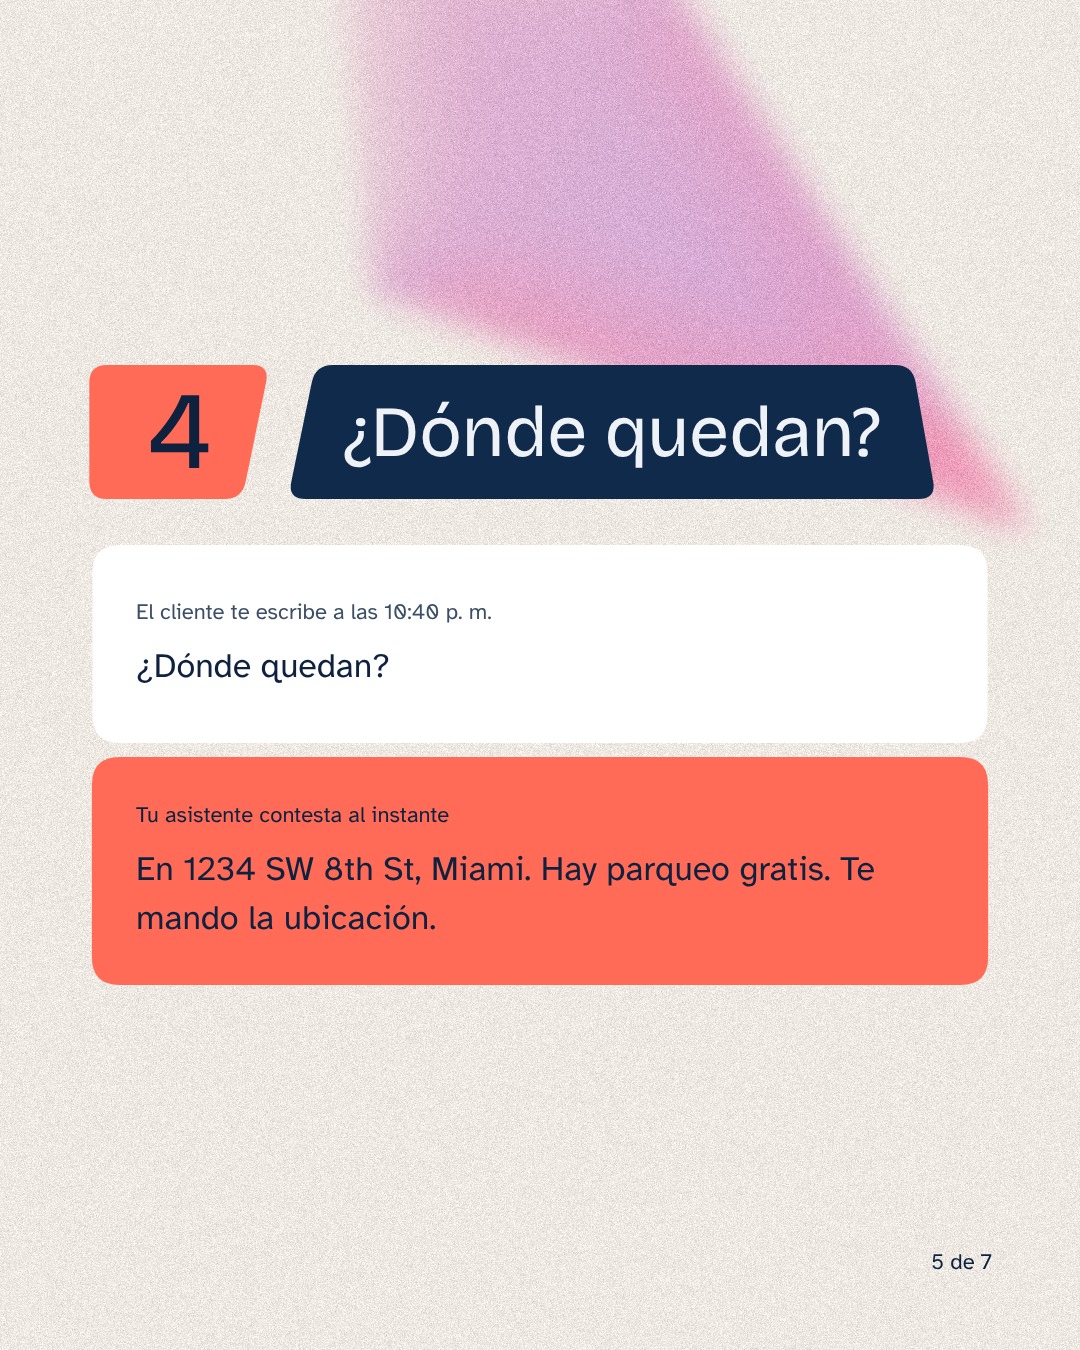 4
¿Dónde quedan?
El cliente te escribe a las 10:40 p. m.
¿Dónde quedan?
Tu asistente contesta al instante
En 1234 SW 8th St, Miami. Hay parqueo gratis. Te
mando la ubicación.
5 de 7